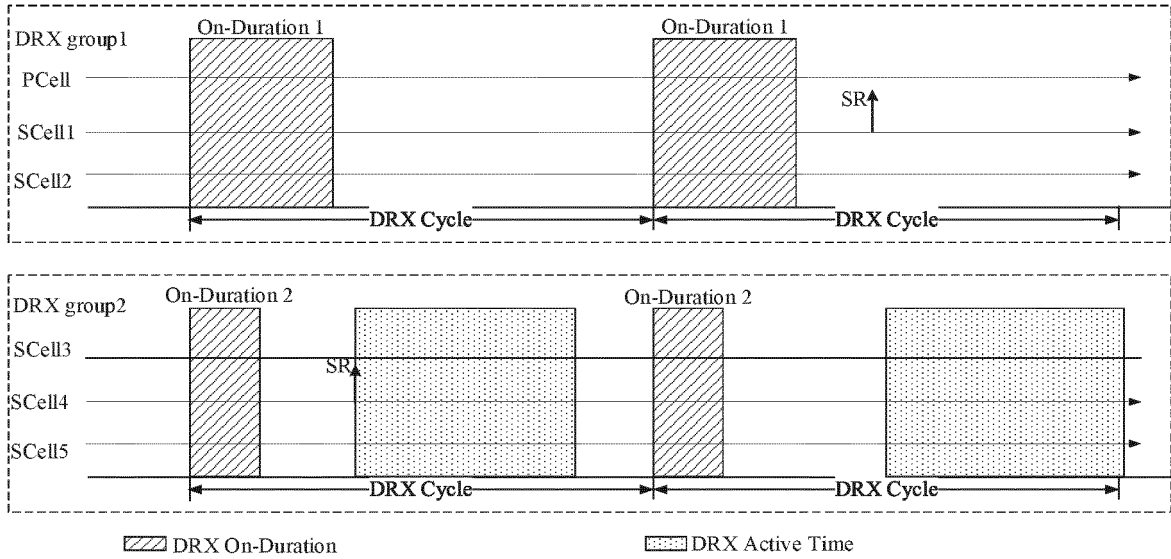 On-Duration 1 On-Duration 1
DRX group1
PCell
SR
SCell1
SCell2
DRX Cycle DRX Cycle
On-Duration 2 On-Duration 2
DRX group2
SCell3
SR
SCell4
SCell5
DRX Cycle DRX Cycle
DRX On-Duration DRX Active Time